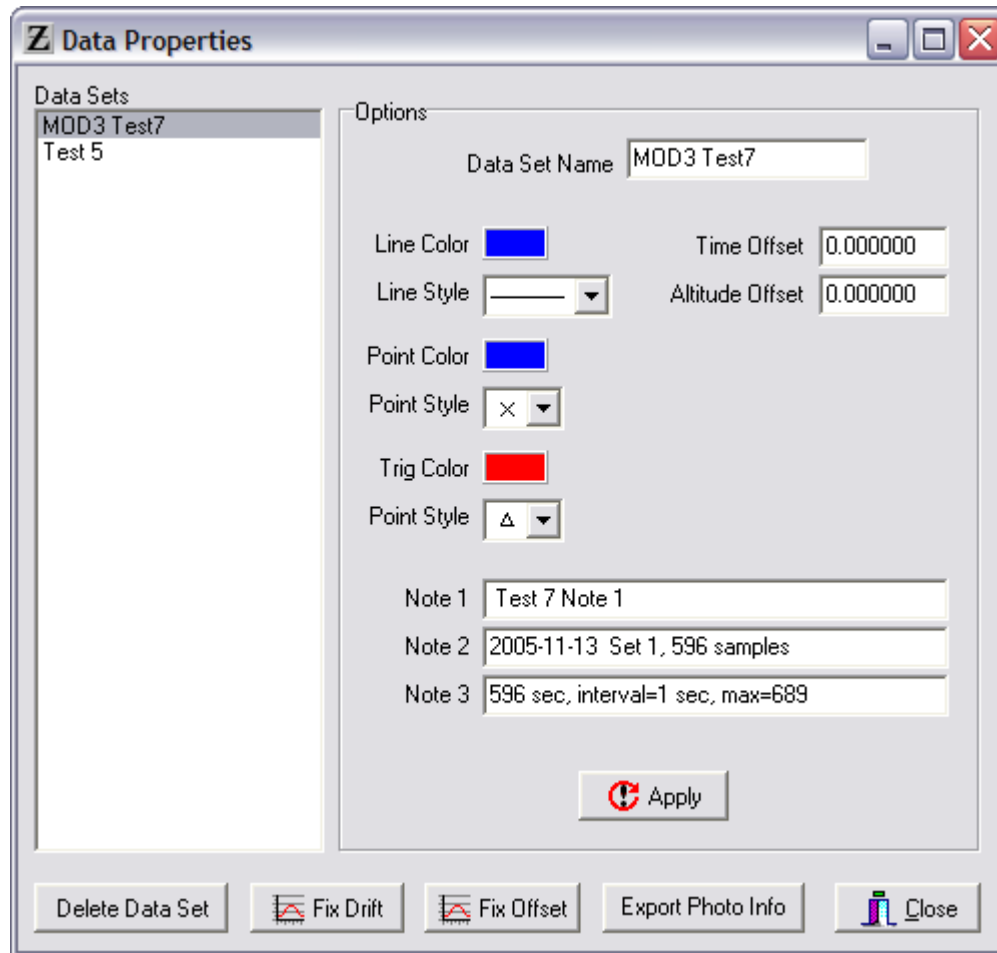 Z Data Properties
Data Sets
MOD3 Test7
Test 5
Options
Data Set Name MOD3 Test7
Line Color
Time Offset 0.000000
Line Style
Altitude Offset 0.000000
Point Color
Point Style
Trig Color
Point Style
Note 1 Test 7 Note 1
Note 2 2005-11-13 Set 1, 596 samples
Note 3 596 sec, interval=1 sec, max=689
Apply
Delete Data Set
Fix Drift
Fix Offset
Export Photo Info
Close